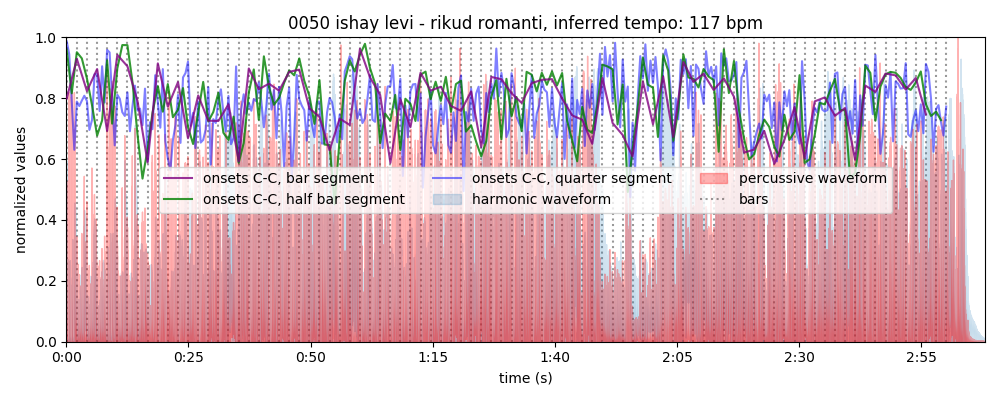 0050 ishay levi - rikud romanti, inferred tempo: 117 bpm
normalized values
1.0
0.8
0.6
0.4
0.2
0.0
onsets C-C, bar segment
onsets C-C, half bar segment
onsets C-C, quarter segment
harmonic waveform
percussive waveform
bars
0:00 0:25 0:50 1:15 1:40 2:05 2:30 2:55
time (s)